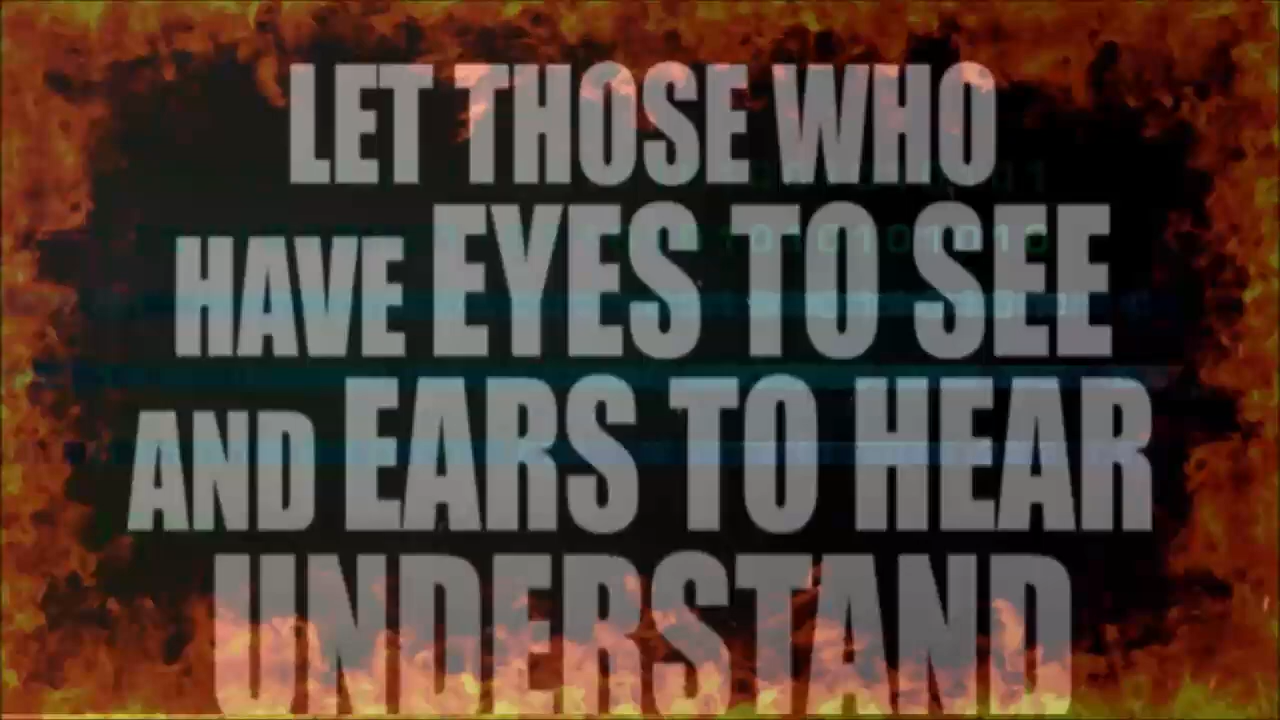 LET THOSE WHO
HAVE EYES TO SEE
AND EARS TO HEAR
UNDERSTAND